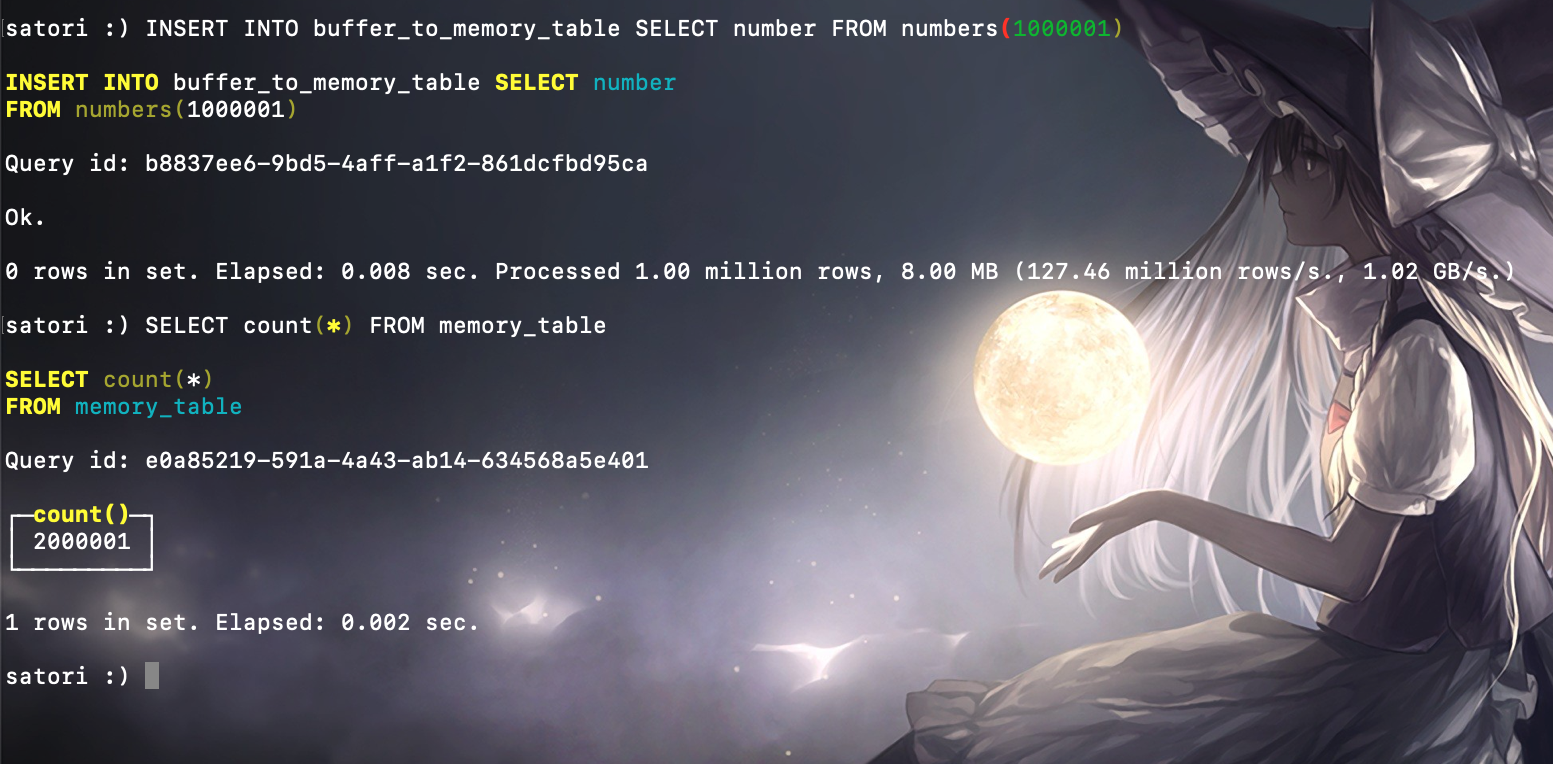 satori :) INSERT INTO buffer_to_memory_table SELECT number FROM numbers(1000001)
INSERT INTO buffer_to_memory_table SELECT number
FROM numbers(1000001)
Query id: b8837ee6-9bd5-4aff-a1f2-861dcfbd95ca
Ok.
0 rows in set. Elapsed: 0.008 sec. Processed 1.00 million rows, 8.00 MB (127.46 million rows/s., 1.02 GB/s.)
satori :) SELECT count(*) FROM memory_table
SELECT count(*)
FROM memory_table
Query id: e0a85219-591a-4a43-ab14-634568a5e401
count()
2000001
1 rows in set. Elapsed: 0.002 sec.
satori :)